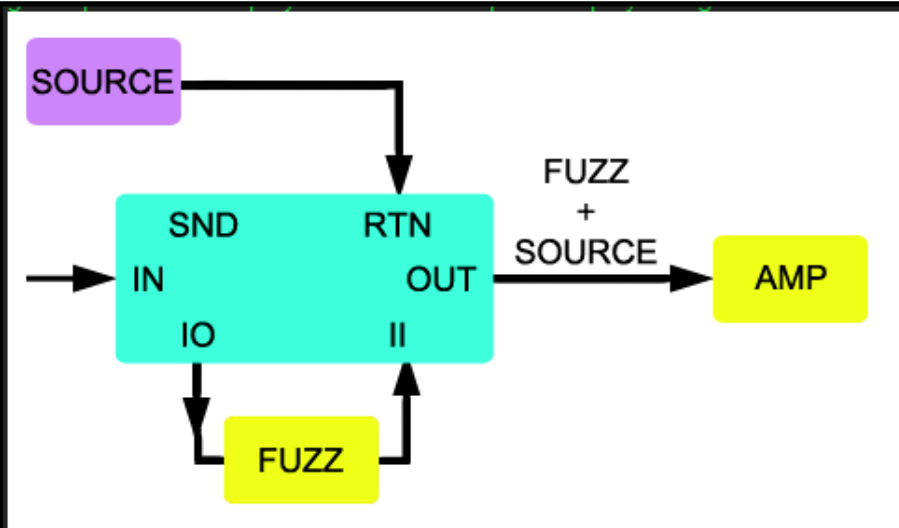 SOURCE
FUZZ
+
SOURCE
SND
RTN
IN
OUT
AMP
IO
II
FUZZ